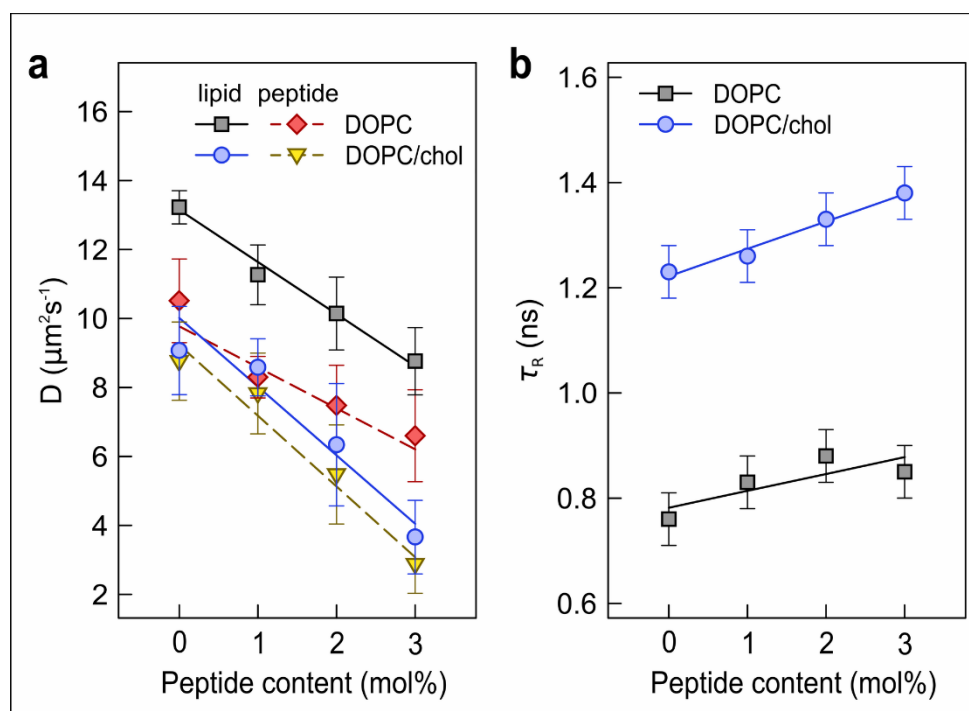 a
lipid peptide
DOPC
DOPC/chol
D (μm²s⁻¹)
16
14
12
10
8
6
4
2
0 1 2 3
Peptide content (mol%)
b
DOPC
DOPC/chol
τR (ns)
1.6
1.4
1.2
1.0
0.8
0.6
0 1 2 3
Peptide content (mol%)